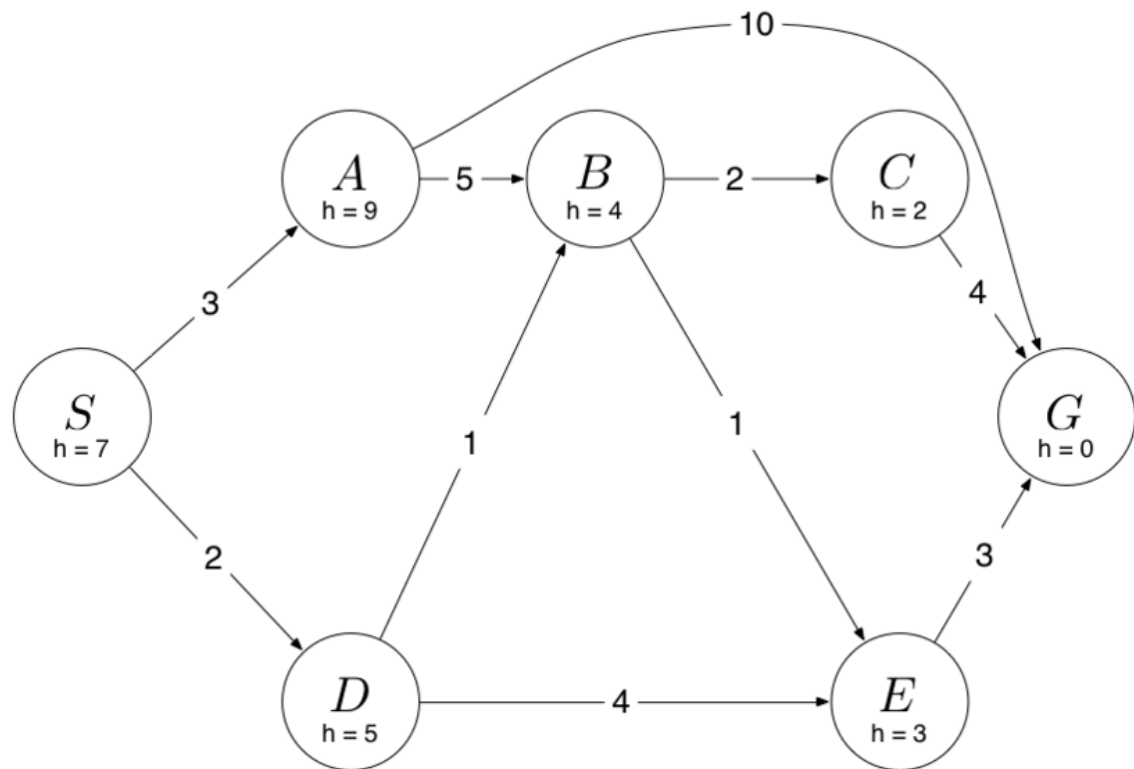 10
A
h = 9
5
B
h = 4
2
C
h = 2
3
4
S
h = 7
1
1
G
h = 0
2
3
D
h = 5
4
E
h = 3